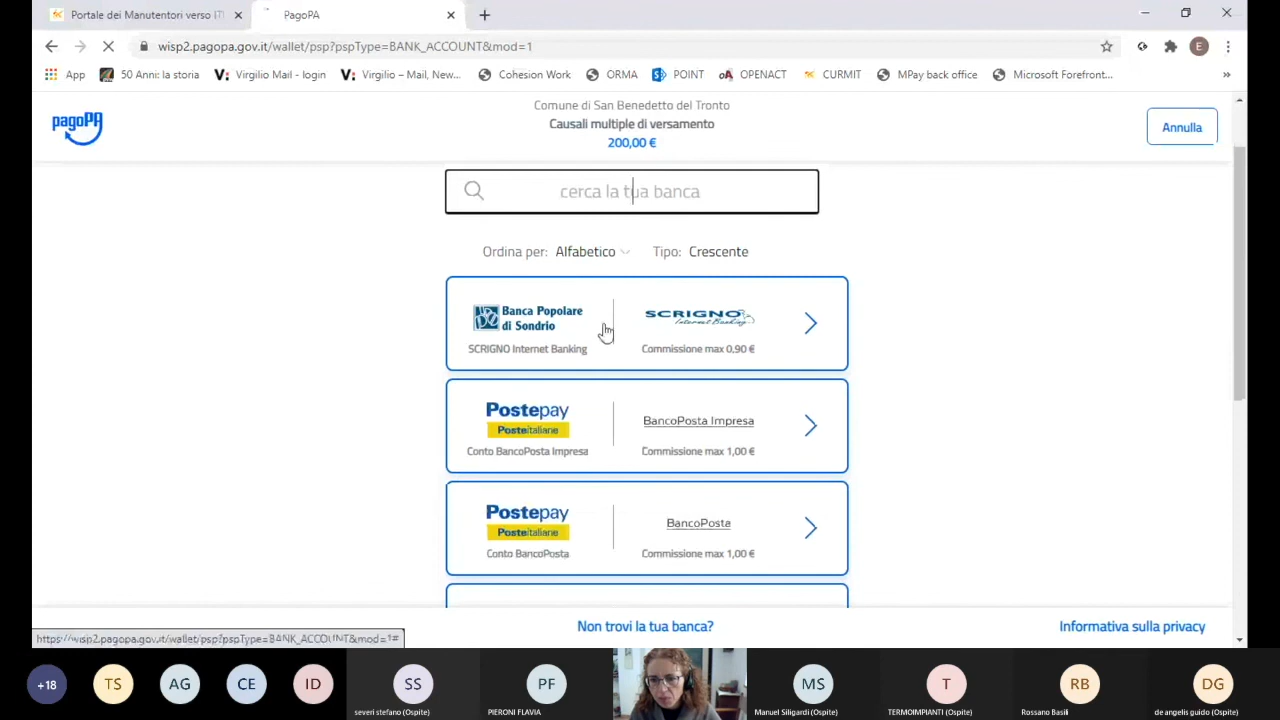 Portale dei Manutentori verso IT
PagoPA
wisp2.pagopa.gov.it/wallet/psp?pspType=BANK_ACCOUNT&mod=1
E
App
50 Anni: la storia
Virgilio Mail - login
Virgilio – Mail, New...
Cohesion Work
ORMA
POINT
OPENACT
CURMIT
MPay back office
Microsoft Forefront...
»
pagoPA
Comune di San Benedetto del Tronto
Causali multiple di versamento
200,00 €
Annulla
cerca la tua banca
Ordina per: Alfabetico
Tipo: Crescente
Banca Popolare
di Sondrio
SCRIGNO Internet Banking
SCRIGNO
Internet Banking
Commissione max 0,90 €
Postepay
Posteitaliane
Conto BancoPosta Impresa
BancoPosta Impresa
Commissione max 1,00 €
Postepay
Posteitaliane
Conto BancoPosta
BancoPosta
Commissione max 1,00 €
Non trovi la tua banca?
Informativa sulla privacy
https://wisp2.pagopa.gov.it/wallet/psp?pspType=BANK_ACCOUNT&mod=1#
+18
TS
AG
CE
ID
SS
severi stefano (Ospite)
PF
PIERONI FLAVIA
MS
Manuel Siligardi (Ospite)
T
TERMOIMPIANTI (Ospite)
RB
Rossano Basili
DG
de angelis guido (Ospite)